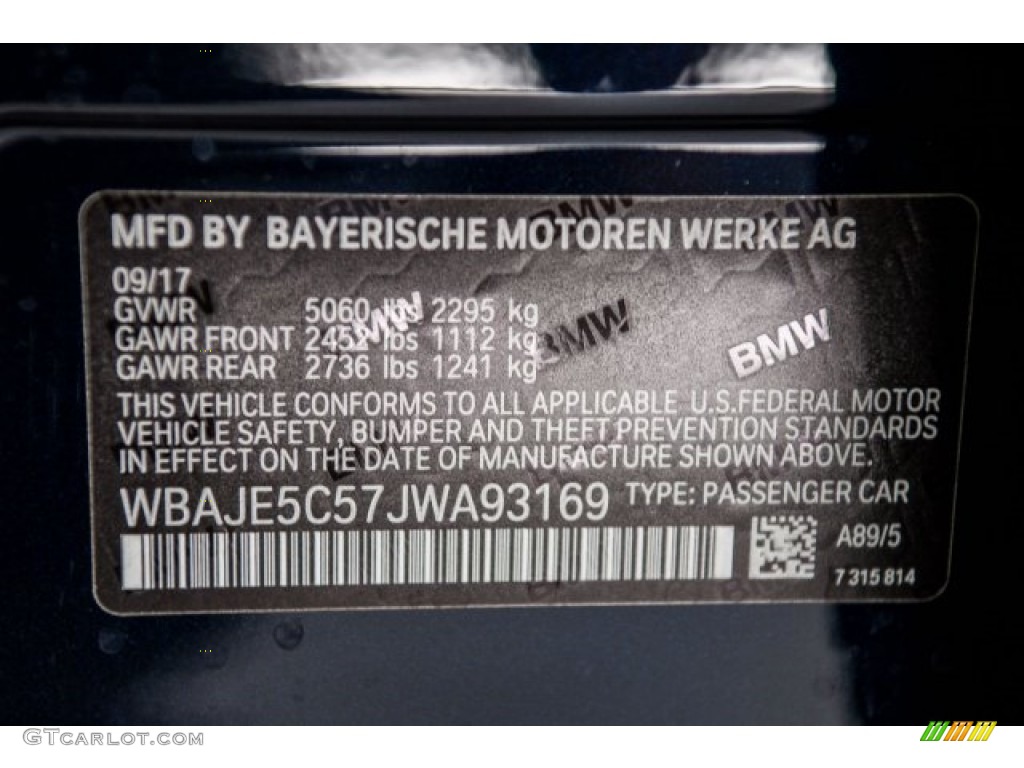 MFD BY BAYERISCHE MOTOREN WERKE AG
09/17
GVWR 5060 lbs 2295 kg
GAWR FRONT 2452 lbs 1112 kg
GAWR REAR 2736 lbs 1241 kg
BMW BMW BMW
THIS VEHICLE CONFORMS TO ALL APPLICABLE U.S.FEDERAL MOTOR
VEHICLE SAFETY, BUMPER AND THEFT PREVENTION STANDARDS
IN EFFECT ON THE DATE OF MANUFACTURE SHOWN ABOVE.
WBAJE5C57JWA93169 TYPE: PASSENGER CAR
A89/5
7 315 814
GTCarlot.com